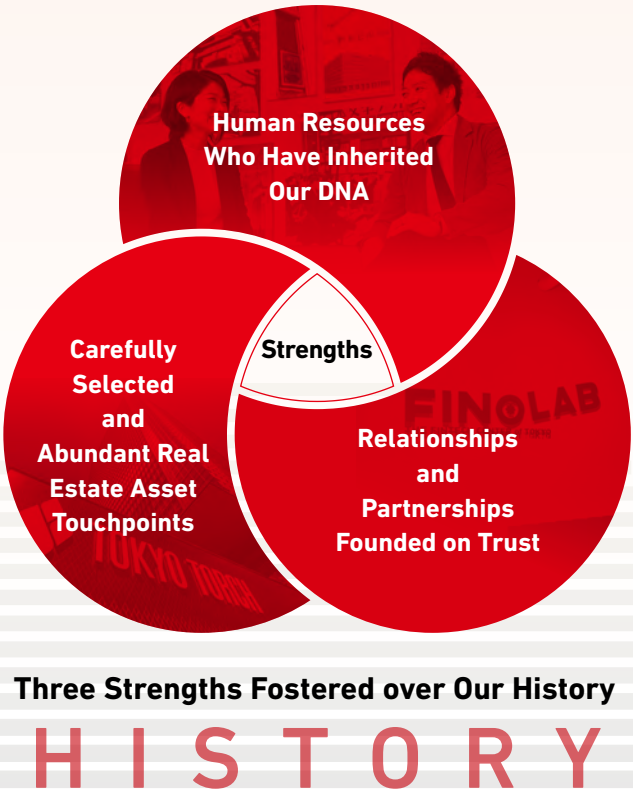 Human Resources
Who Have Inherited
Our DNA
Strengths
Carefully
Selected
and
Abundant Real
Estate Asset
Touchpoints
TOKYO TORCH
FINOLAB
Relationships
and
Partnerships
Founded on Trust
Three Strengths Fostered over Our History
HISTORY